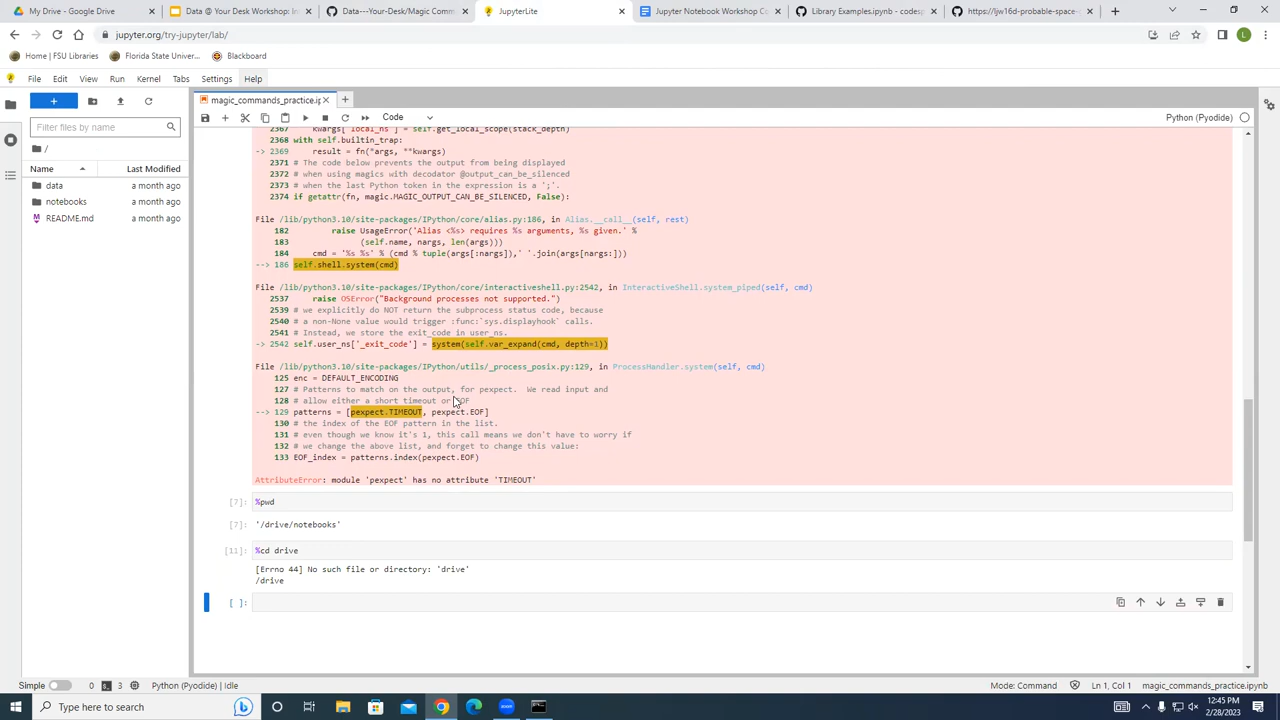 My Drive - Google Drive
Data @ Your Desk Workshop: Int
Data---Your-Desk/Magic Comm
JupyterLite
Jupyter Notebook Workshop Co
Library Examples.ipynb - codesp
https://ljw16d-probable-space-
jupyter.org/try-jupyter/lab/
L
Home | FSU Libraries
Florida State Univer...
Blackboard
File Edit View Run Kernel Tabs Settings Help
magic_commands_practice.ip
Code
Python (Pyodide)
Filter files by name
/
Name Last Modified
data a month ago
notebooks a month ago
README.md a month ago
2367 kwargs['local_ns'] = self.get_local_scope(stack_depth)
2368 with self.builtin_trap:
-> 2369 result = fn(*args, **kwargs)
2371 # The code below prevents the output from being displayed
2372 # when using magics with decodator @output_can_be_silenced
2373 # when the last Python token in the expression is a ';'.
2374 if getattr(fn, magic.MAGIC_OUTPUT_CAN_BE_SILENCED, False):
File /lib/python3.10/site-packages/IPython/core/alias.py:186, in Alias.__call__(self, rest)
182 raise UsageError('Alias <%s> requires %s arguments, %s given.' %
183 (self.name, nargs, len(args)))
184 cmd = '%s %s' % (cmd % tuple(args[:nargs]),' '.join(args[nargs:]))
--> 186 self.shell.system(cmd)
File /lib/python3.10/site-packages/IPython/core/interactiveshell.py:2542, in InteractiveShell.system_piped(self, cmd)
2537 raise OSError("Background processes not supported.")
2539 # we explicitly do NOT return the subprocess status code, because
2540 # a non-None value would trigger :func:`sys.displayhook` calls.
2541 # Instead, we store the exit_code in user_ns.
-> 2542 self.user_ns['_exit_code'] = system(self.var_expand(cmd, depth=1))
File /lib/python3.10/site-packages/IPython/utils/_process_posix.py:129, in ProcessHandler.system(self, cmd)
125 enc = DEFAULT_ENCODING
127 # Patterns to match on the output, for pexpect. We read input and
128 # allow either a short timeout or EOF
--> 129 patterns = [pexpect.TIMEOUT, pexpect.EOF]
130 # the index of the EOF pattern in the list.
131 # even though we know it's 1, this call means we don't have to worry if
132 # we change the above list, and forget to change this value:
133 EOF_index = patterns.index(pexpect.EOF)
AttributeError: module 'pexpect' has no attribute 'TIMEOUT'
[7]: %pwd
[7]: '/drive/notebooks'
[11]: %cd drive
[Errno 44] No such file or directory: 'drive'
/drive
[ ]:
Simple 0 3 Python (Pyodide) | Idle Mode: Command Ln 1, Col 1 magic_commands_practice.ipynb
Type here to search
zoom
12:45 PM
2/28/2023